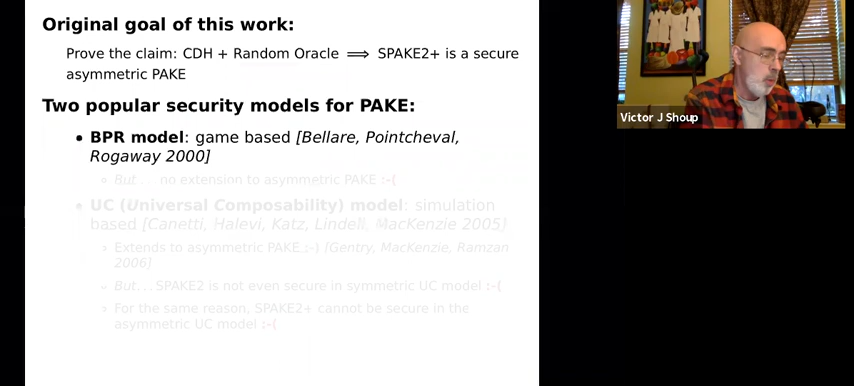 Original goal of this work:
Prove the claim: CDH + Random Oracle ⟹ SPAKE2+ is a secure
asymmetric PAKE
Two popular security models for PAKE:
• BPR model: game based [Bellare, Pointcheval,
Rogaway 2000]
But... no extension to asymmetric PAKE :-(
• UC (Universal Composability) model: simulation
based [Canetti, Halevi, Katz, Lindell, MacKenzie 2005]
Extends to asymmetric PAKE :-) [Gentry, MacKenzie, Ramzan
2006]
But... SPAKE2 is not even secure in symmetric UC model :-(
For the same reason, SPAKE2+ cannot be secure in the
asymmetric UC model :-(
Victor J Shoup